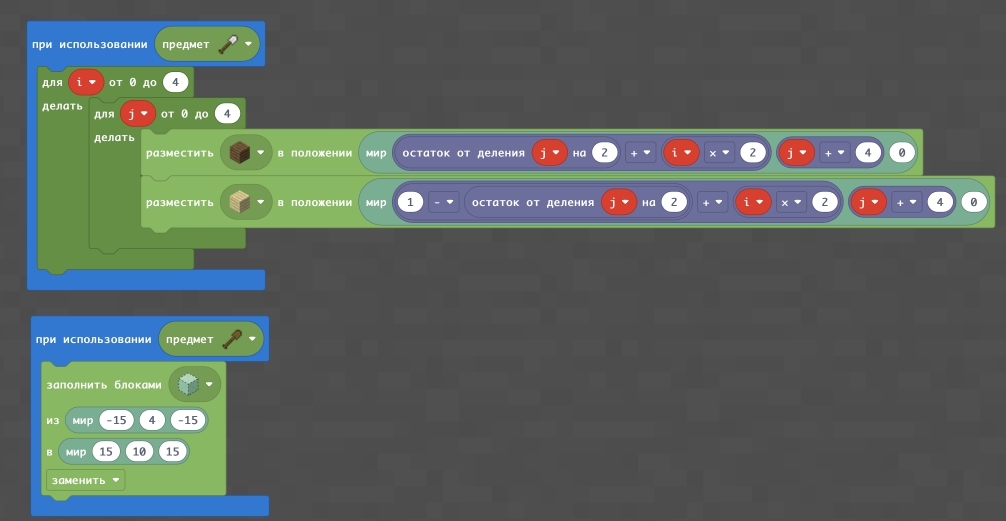 при использовании предмет
для i от 0 до 4
делать
для j от 0 до 4
делать
разместить в положении мир остаток от деления j на 2 + i × 2 j + 4 0
разместить в положении мир 1 - остаток от деления j на 2 + i × 2 j + 4 0
при использовании предмет
заполнить блоками
из мир -15 4 -15
в мир 15 10 15
заменить